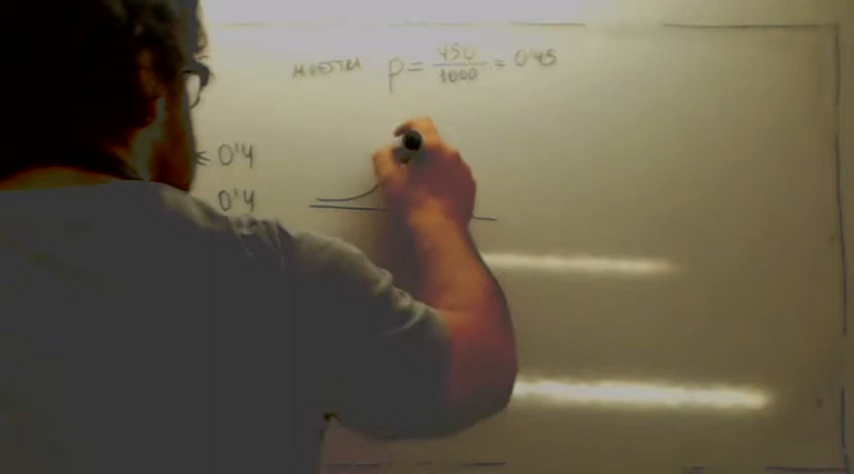 MUESTRA p = 450/1000 = 0'45
≤ 0'4
0'4